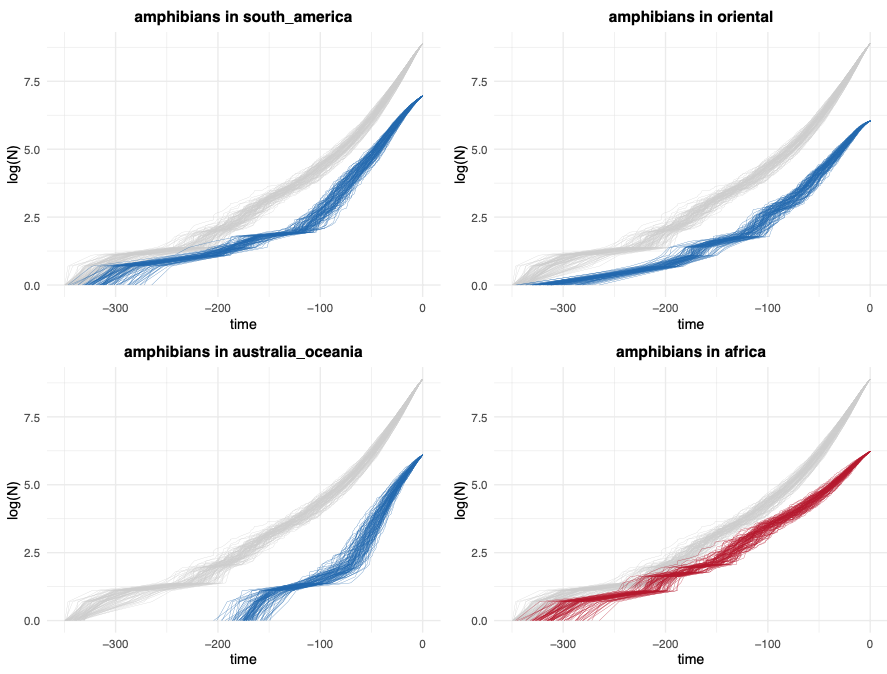 amphibians in south_america
log(N)
7.5
5.0
2.5
0.0
−300
−200
−100
0
time
amphibians in oriental
log(N)
7.5
5.0
2.5
0.0
−300
−200
−100
0
time
amphibians in australia_oceania
log(N)
7.5
5.0
2.5
0.0
−300
−200
−100
0
time
amphibians in africa
log(N)
7.5
5.0
2.5
0.0
−300
−200
−100
0
time